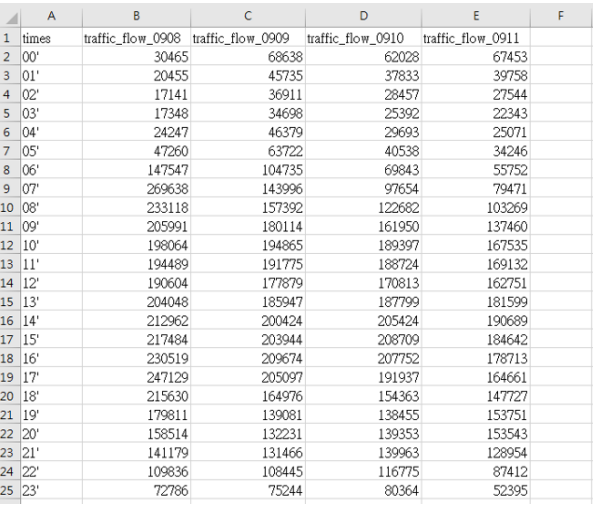 A B C D E F
1 times traffic_flow_0908 traffic_flow_0909 traffic_flow_0910 traffic_flow_0911
2 00' 30465 68638 62028 67453
3 01' 20455 45735 37833 39758
4 02' 17141 36911 28457 27544
5 03' 17348 34698 25392 22343
6 04' 24247 46379 29693 25071
7 05' 47260 63722 40538 34246
8 06' 147547 104735 69843 55752
9 07' 269638 143996 97654 79471
10 08' 233118 157392 122682 103269
11 09' 205991 180114 161950 137460
12 10' 198064 194865 189397 167535
13 11' 194489 191775 188724 169132
14 12' 190604 177879 170813 162751
15 13' 204048 185947 187799 181599
16 14' 212962 200424 205424 190689
17 15' 217484 203944 208709 184642
18 16' 230519 209674 207752 178713
19 17' 247129 205097 191937 164661
20 18' 215630 164976 154363 147727
21 19' 179811 139081 138455 153751
22 20' 158514 132231 139353 153543
23 21' 141179 131466 139963 128954
24 22' 109836 108445 116775 87412
25 23' 72786 75244 80364 52395